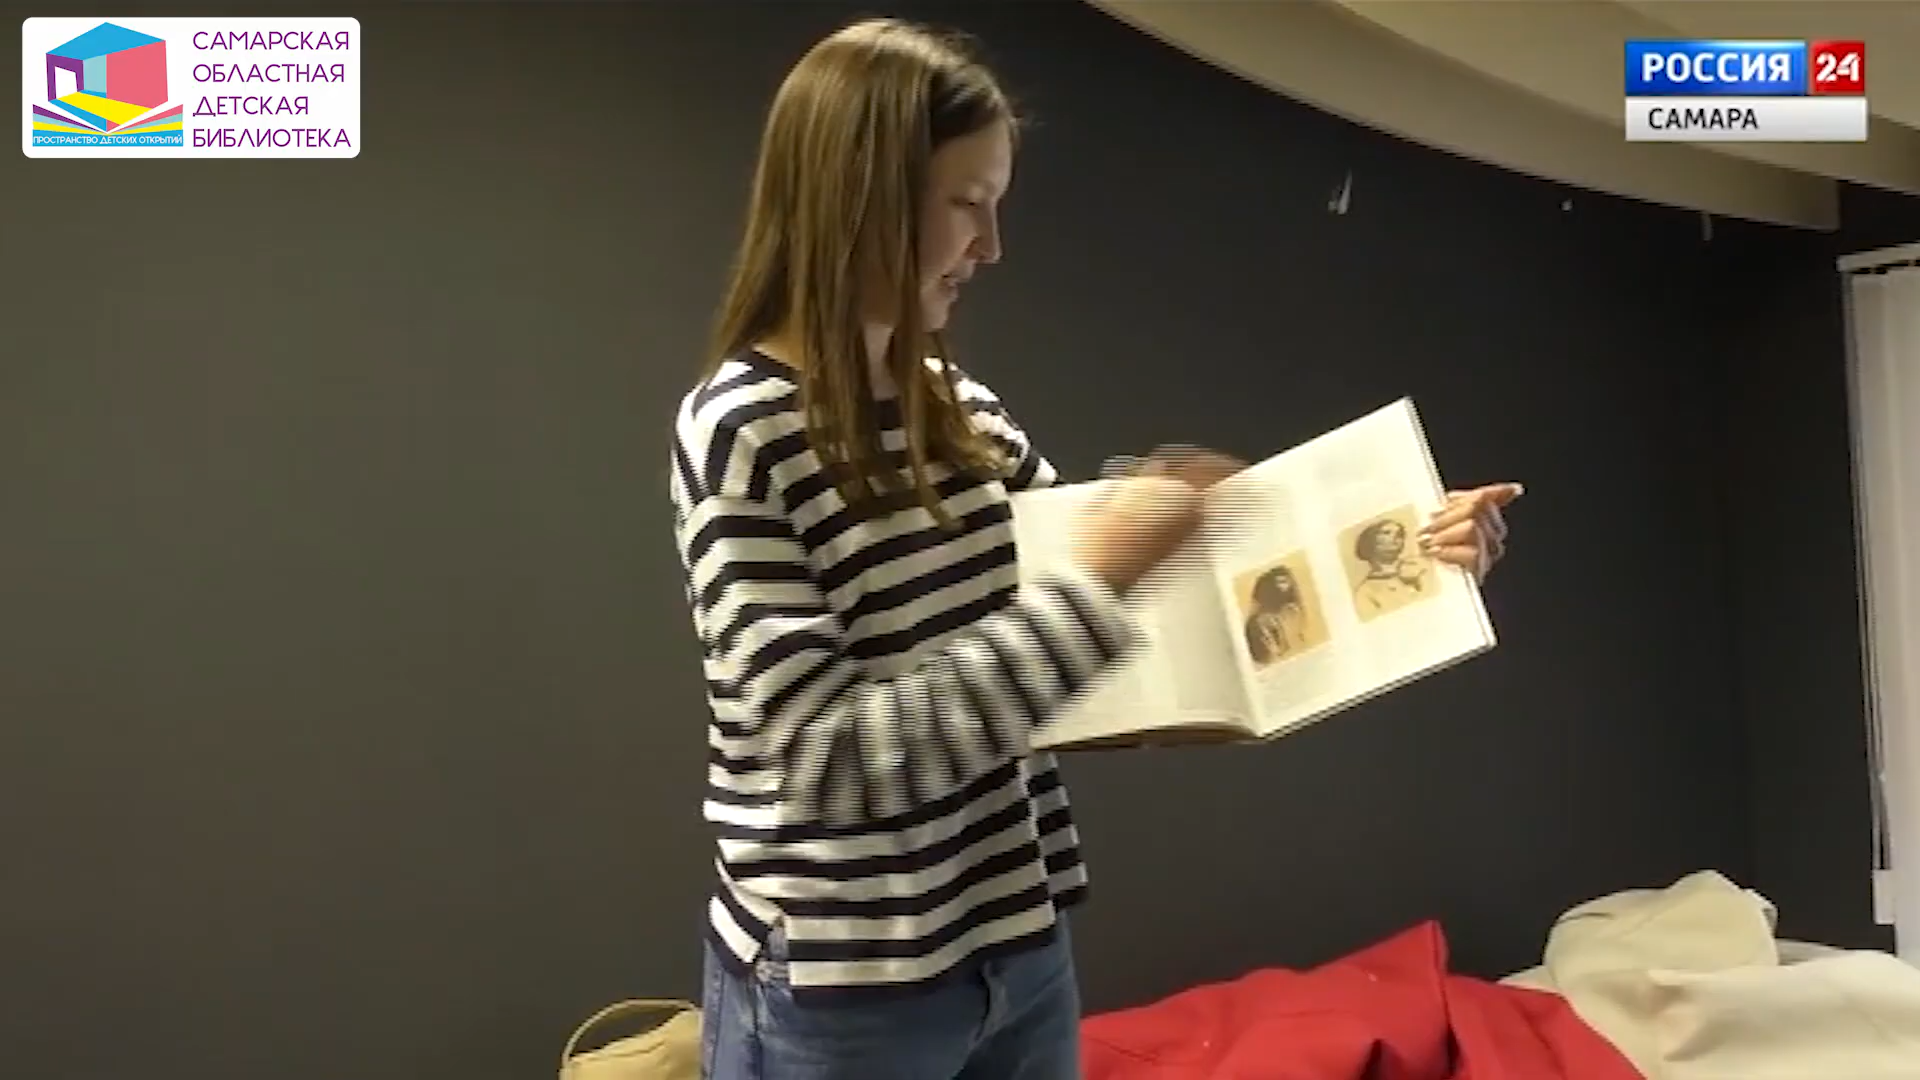 САМАРСКАЯ
ОБЛАСТНАЯ
ДЕТСКАЯ
БИБЛИОТЕКА
ПРОСТРАНСТВО ДЕТСКИХ ОТКРЫТИЙ
РОССИЯ 24
САМАРА